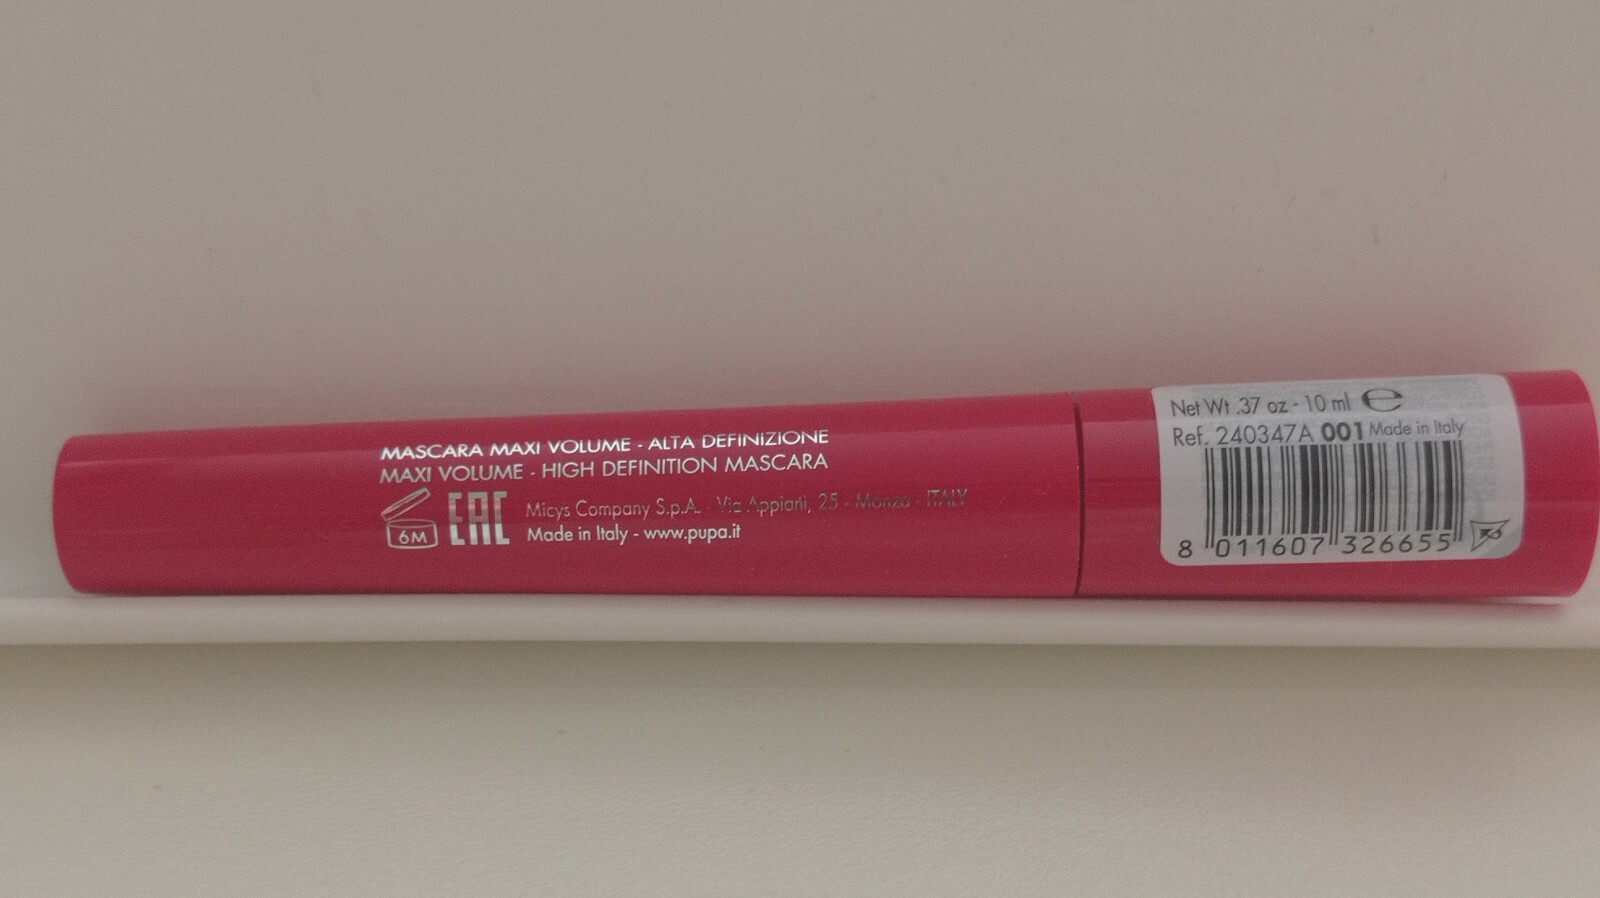 MASCARA MAXI VOLUME - ALTA DEFINIZIONE
MAXI VOLUME - HIGH DEFINITION MASCARA
6M
EAC
Micys Company S.p.A. - Via Appiani, 25 - Monza - ITALY
Made in Italy - www.pupa.it
Net Wt .37 oz - 10 ml e
Ref. 240347A 001 Made in Italy
8 011607 326655